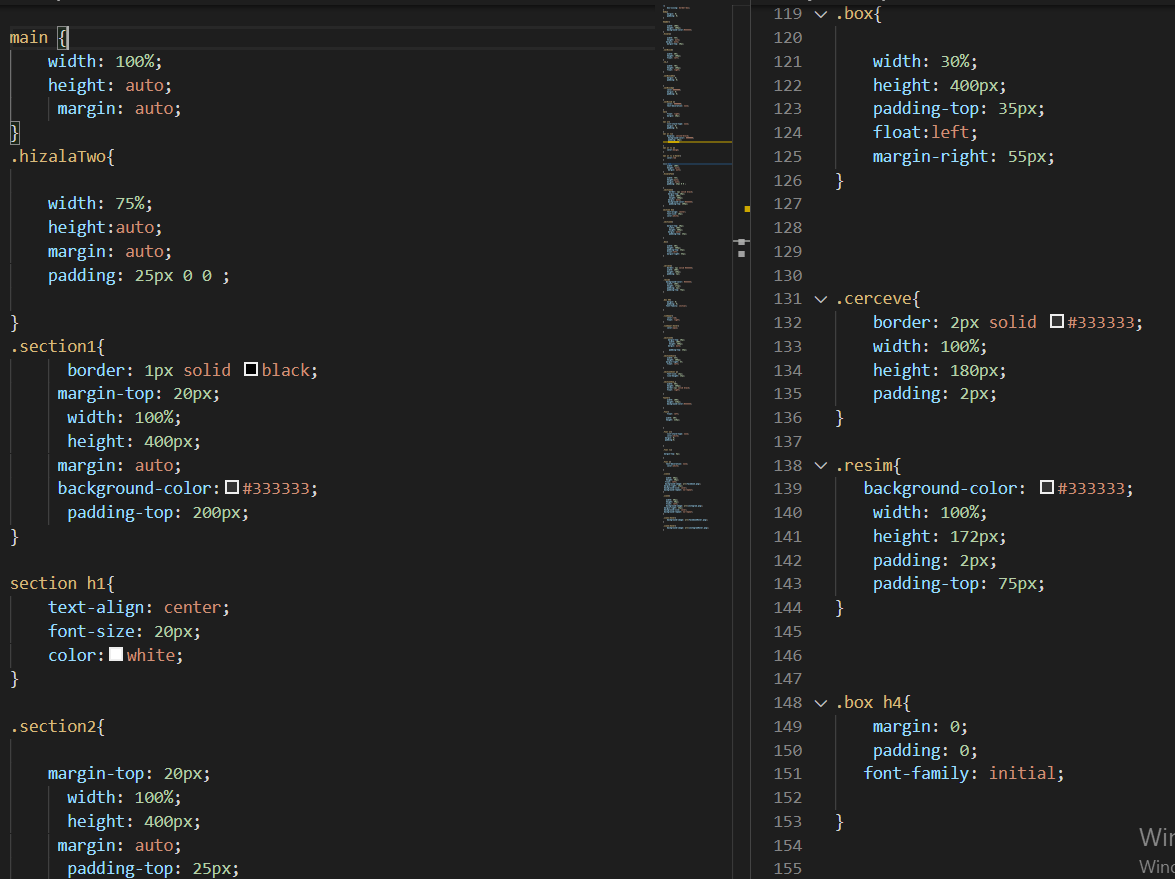 main {
width: 100%;
height: auto;
margin: auto;
}
.hizalaTwo{
width: 75%;
height:auto;
margin: auto;
padding: 25px 0 0 ;
}
.section1{
border: 1px solid black;
margin-top: 20px;
width: 100%;
height: 400px;
margin: auto;
background-color:#333333;
padding-top: 200px;
}
section h1{
text-align: center;
font-size: 20px;
color:white;
}
.section2{
margin-top: 20px;
width: 100%;
height: 400px;
margin: auto;
padding-top: 25px;
119 .box{
120
121 width: 30%;
122 height: 400px;
123 padding-top: 35px;
124 float:left;
125 margin-right: 55px;
126 }
127
128
129
130
131 .cerceve{
132 border: 2px solid #333333;
133 width: 100%;
134 height: 180px;
135 padding: 2px;
136 }
137
138 .resim{
139 background-color: #333333;
140 width: 100%;
141 height: 172px;
142 padding: 2px;
143 padding-top: 75px;
144 }
145
146
147
148 .box h4{
149 margin: 0;
150 padding: 0;
151 font-family: initial;
152
153 }
154
155